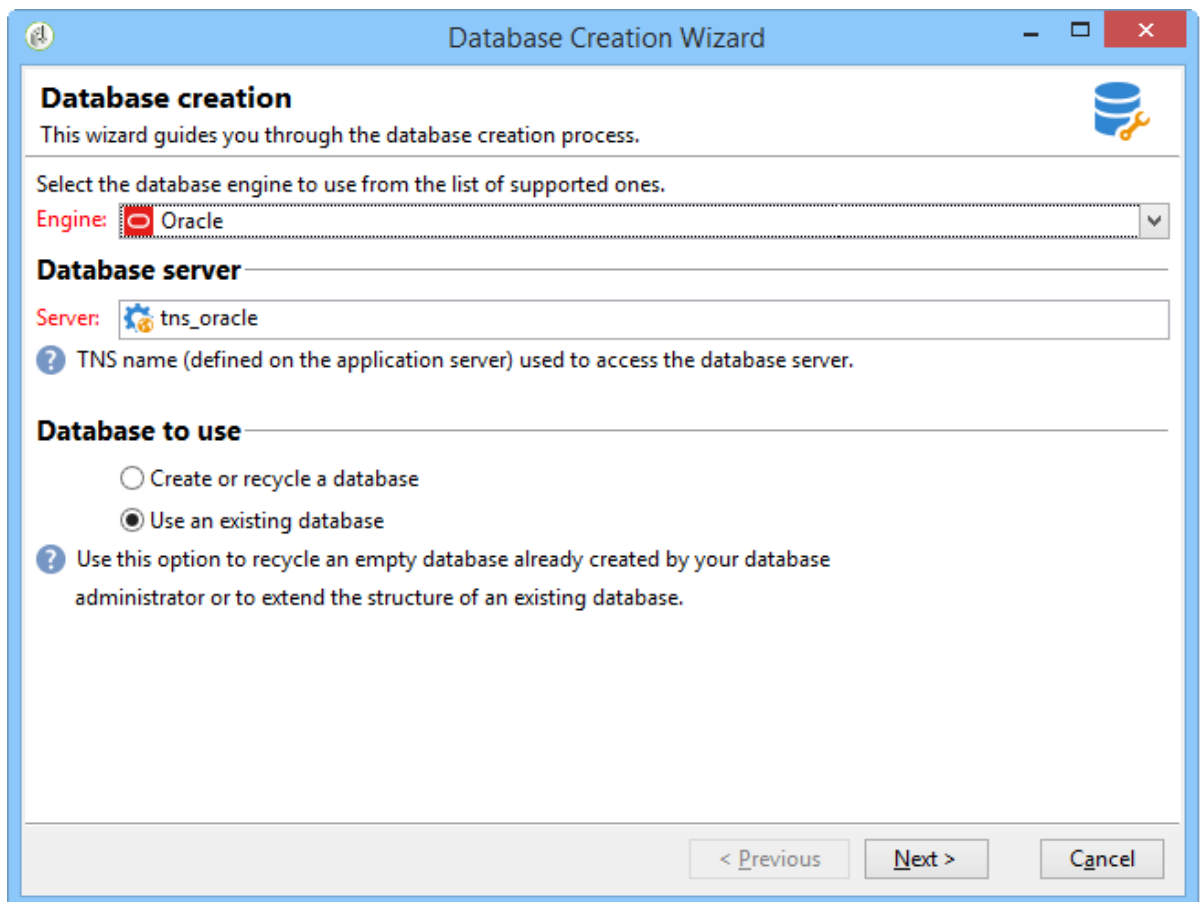 Database Creation Wizard
Database creation
This wizard guides you through the database creation process.
Select the database engine to use from the list of supported ones.
Engine: Oracle
Database server
Server: tns_oracle
? TNS name (defined on the application server) used to access the database server.
Database to use
Create or recycle a database
Use an existing database
? Use this option to recycle an empty database already created by your database
administrator or to extend the structure of an existing database.
< Previous Next > Cancel